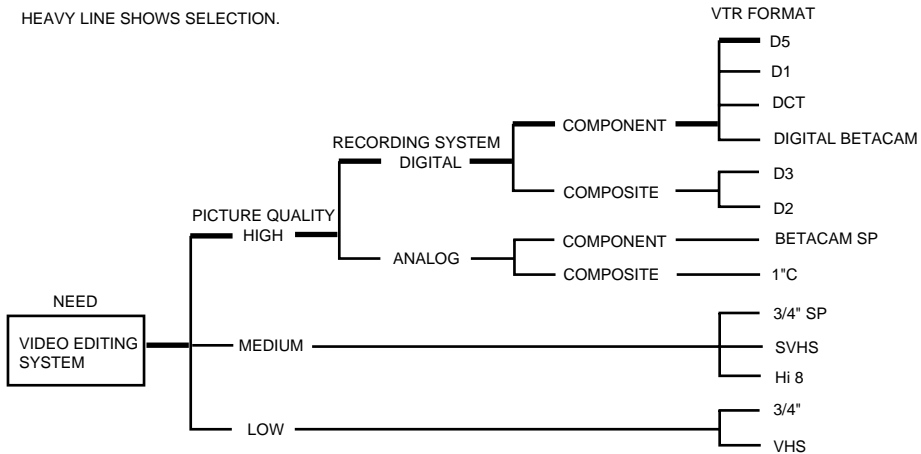 HEAVY LINE SHOWS SELECTION.
VTR FORMAT
D5
D1
DCT
DIGITAL BETACAM
COMPONENT
RECORDING SYSTEM
DIGITAL
COMPOSITE
D3
D2
PICTURE QUALITY
HIGH
ANALOG
COMPONENT
BETACAM SP
COMPOSITE
1"C
NEED
VIDEO EDITING
SYSTEM
MEDIUM
3/4" SP
SVHS
Hi 8
LOW
3/4"
VHS